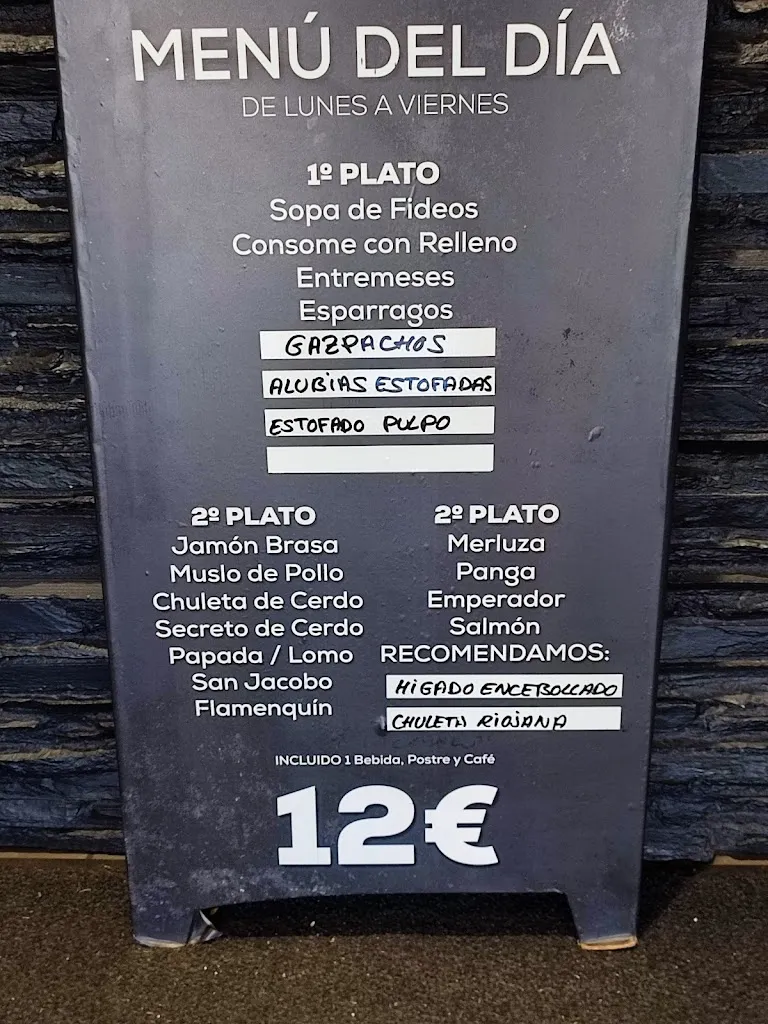 MENÚ DEL DÍA
DE LUNES A VIERNES
1º PLATO
Sopa de Fideos
Consome con Relleno
Entremeses
Esparragos
GAZPACHOS
ALUBIAS ESTOFADAS
ESTOFADO PULPO
2º PLATO
Jamón Brasa
Muslo de Pollo
Chuleta de Cerdo
Secreto de Cerdo
Papada / Lomo
San Jacobo
Flamenquín
2º PLATO
Merluza
Panga
Emperador
Salmón
RECOMENDAMOS:
HIGADO ENCEBOLLADO
CHULETA RIOJANA
INCLUIDO 1 Bebida, Postre y Café
12€